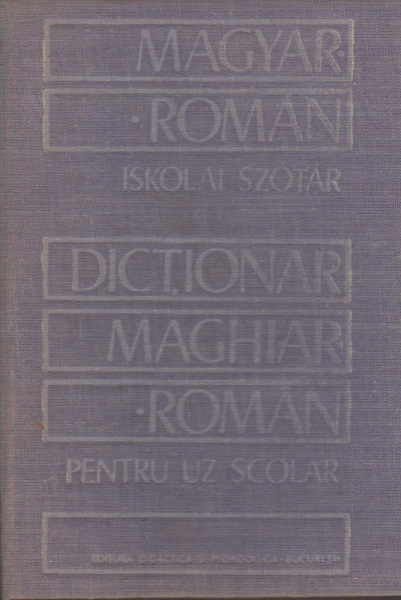 MAGYAR-
-ROMÁN
ISKOLAI SZÓTÁR
DICȚIONAR
MAGHIAR-
-ROMÂN
PENTRU UZ ȘCOLAR
EDITURA DIDACTICĂ ȘI PEDAGOGICĂ - BUCUREȘTI